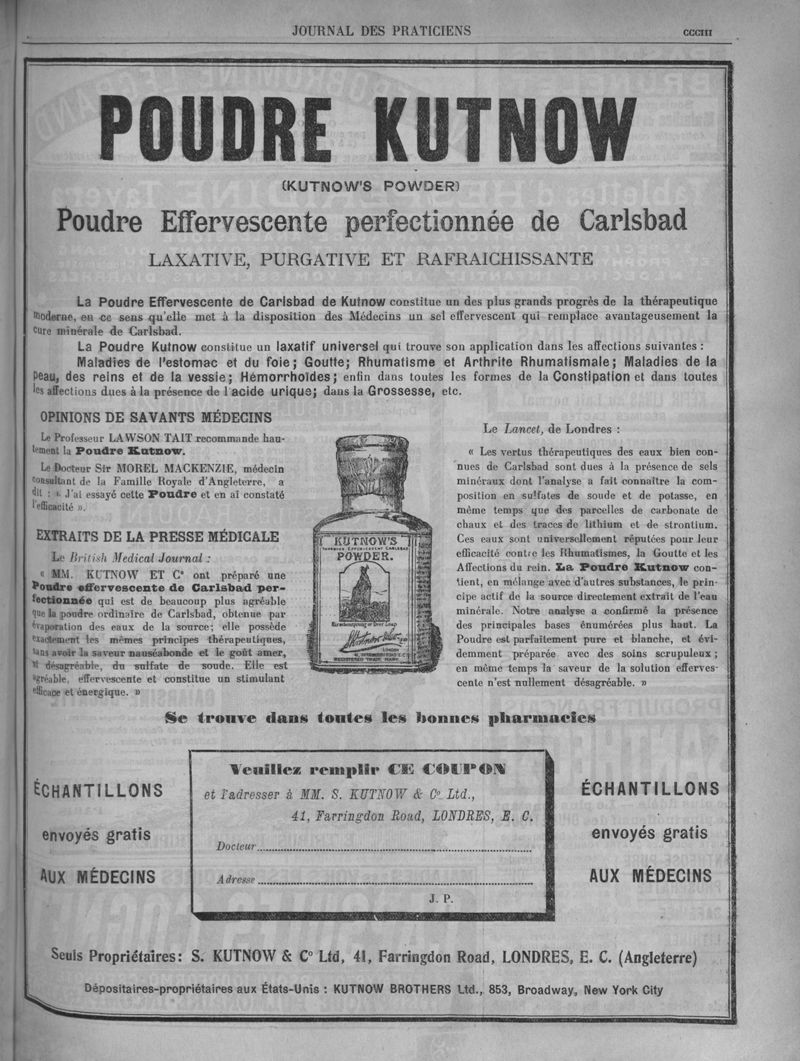 JOURNAL DES PRATICIENS
CCCIII
POUDRE KUTNOW
(KUTNOW'S POWDER)
Poudre Effervescente perfectionnée de Carlsbad
LAXATIVE, PURGATIVE ET RAFRAICHISSANTE
La Poudre Effervescente de Carlsbad de Kutnow constitue un des plus grands progrès de la thérapeutique
moderne, en ce sens qu'elle met à la disposition des Médecins un sel effervescent qui remplace avantageusement la
cure minérale de Carlsbad.
La Poudre Kutnow constitue un laxatif universel qui trouve son application dans les affections suivantes :
Maladies de l'estomac et du foie; Goutte; Rhumatisme et Arthrite Rhumatismale; Maladies de la
peau, des reins et de la vessie; Hémorrhoïdes; enfin dans toutes les formes de la Constipation et dans toutes
les affections dues à la présence de l'acide urique; dans la Grossesse, etc.
OPINIONS DE SAVANTS MÉDECINS
Le Professeur LAWSON TAIT recommande hau-
tement la Poudre Kutnow.
Le Docteur Sir MOREL MACKENZIE, médecin
consultant de la Famille Royale d'Angleterre, a
dit : « J'ai essayé cette Poudre et en ai constaté
l'efficacité ».
EXTRAITS DE LA PRESSE MÉDICALE
Le British Medical Journal :
« MM. KUTNOW ET Cº ont préparé une
Poudre effervescente de Carlsbad per-
fectionnée qui est de beaucoup plus agréable
que la poudre ordinaire de Carlsbad, obtenue par
évaporation des eaux de la source; elle possède
exactement les mêmes principes thérapeutiques,
sans avoir la saveur nauséabonde et le goût amer,
si désagréable, du sulfate de soude. Elle est
agréable, effervescente et constitue un stimulant
efficace et énergique. »
KUTNOW'S
POWDER.
LONDON
REGISTERED TRADE MARK
Le Lancet, de Londres :
« Les vertus thérapeutiques des eaux bien con-
nues de Carlsbad sont dues à la présence de sels
minéraux dont l'analyse a fait connaître la com-
position en sulfates de soude et de potasse, en
même temps que des parcelles de carbonate de
chaux et des traces de lithium et de strontium.
Ces eaux sont universellement réputées pour leur
efficacité contre les Rhumatismes, la Goutte et les
Affections du rein. La Poudre Kutnow con-
tient, en mélange avec d'autres substances, le prin-
cipe actif de la source directement extrait de l'eau
minérale. Notre analyse a confirmé la présence
des principales bases énumérées plus haut. La
Poudre est parfaitement pure et blanche, et évi-
demment préparée avec des soins scrupuleux;
en même temps la saveur de la solution efferves-
cente n'est nullement désagréable. »
Se trouve dans toutes les bonnes pharmacies
ÉCHANTILLONS
envoyés gratis
AUX MÉDECINS
Veuillez remplir CE COUPON
et l'adresser à MM. S. KUTNOW & Cº Ltd.,
41, Farringdon Road, LONDRES, E. C.
Docteur
Adresse
J. P.
ÉCHANTILLONS
envoyés gratis
AUX MÉDECINS
Seuls Propriétaires: S. KUTNOW & Cº Ltd, 41, Farringdon Road, LONDRES, E. C. (Angleterre)
Dépositaires-propriétaires aux États-Unis : KUTNOW BROTHERS Ltd., 853, Broadway, New York City